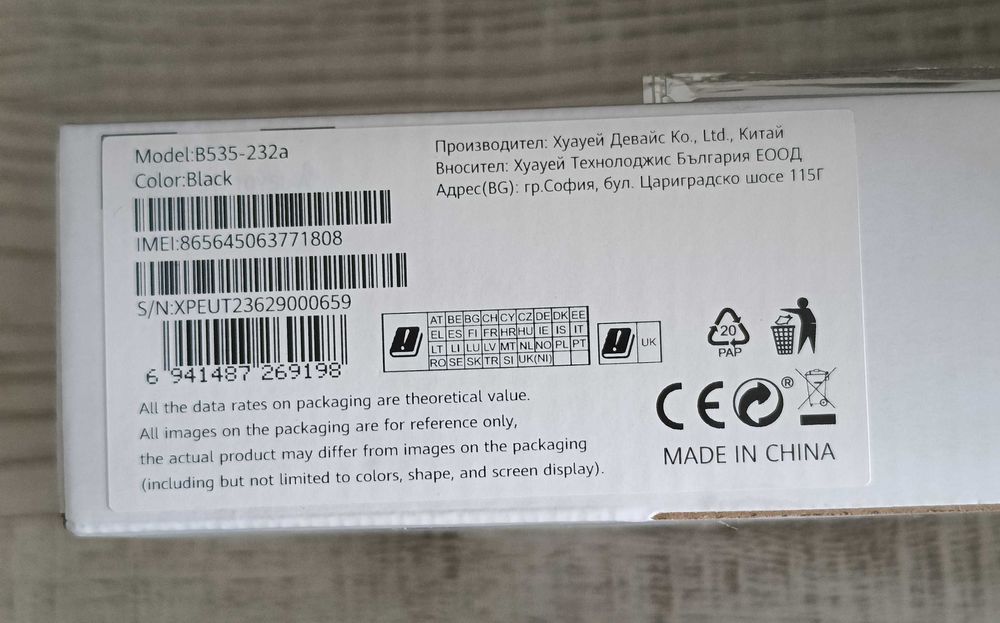 Model:B535-232a
Color:Black
IMEI:865645063771808
S/N:XPEUT23629000659
6 941487 269198
Производител: Хуауей Девайс Ко., Ltd., Китай
Вносител: Хуауей Технолоджис България ЕООД
Адрес(BG): гр.София, бул. Цариградско шосе 115Г
AT BE BG CH CY CZ DE DK EE
EL ES FI FR HR HU IE IS IT
LT LI LU LV MT NL NO PL PT
RO SE SK TR SI UK(NI)
UK
20
PAP
CE
®
All the data rates on packaging are theoretical value.
All images on the packaging are for reference only,
the actual product may differ from images on the packaging
(including but not limited to colors, shape, and screen display).
MADE IN CHINA